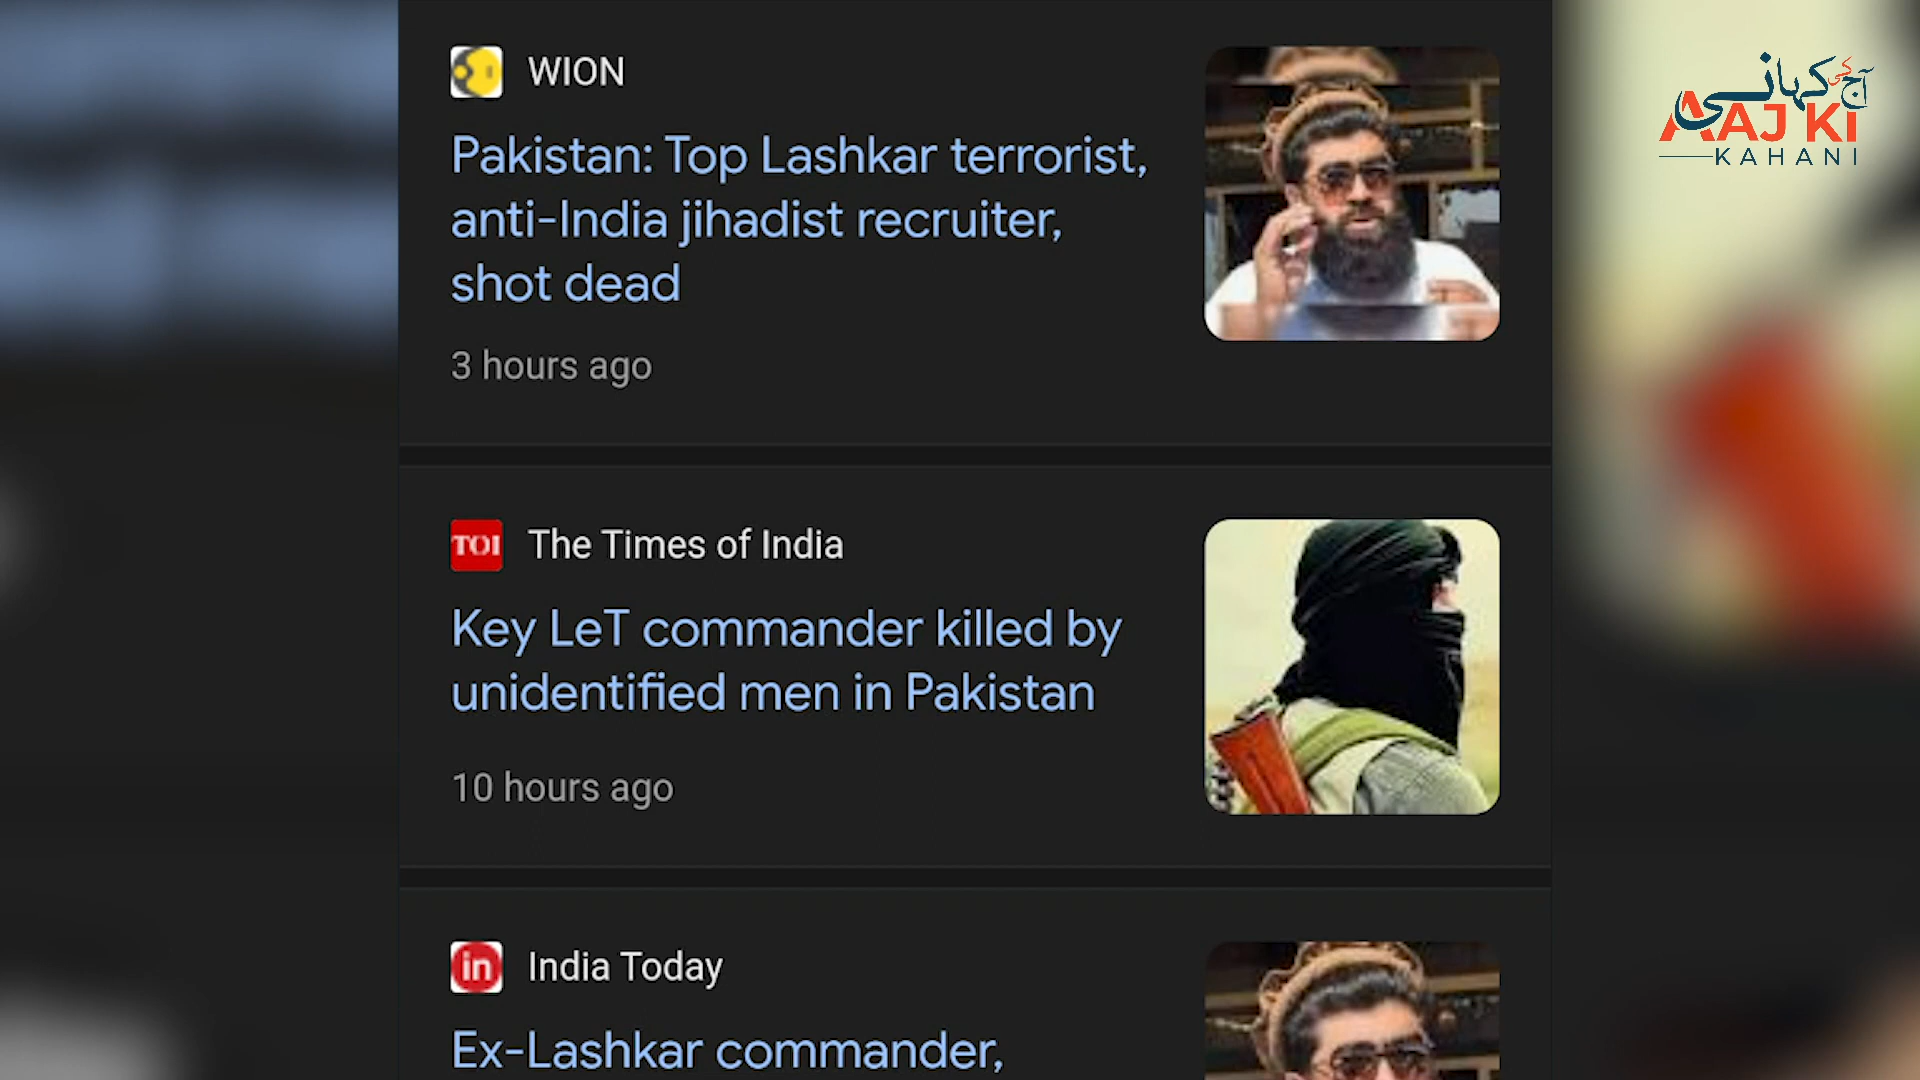 WION
Pakistan: Top Lashkar terrorist,
anti-India jihadist recruiter,
shot dead
3 hours ago
آج کی کہانی
AAJ KI
KAHANI
TOI
The Times of India
Key LeT commander killed by
unidentified men in Pakistan
10 hours ago
in
India Today
Ex-Lashkar commander,